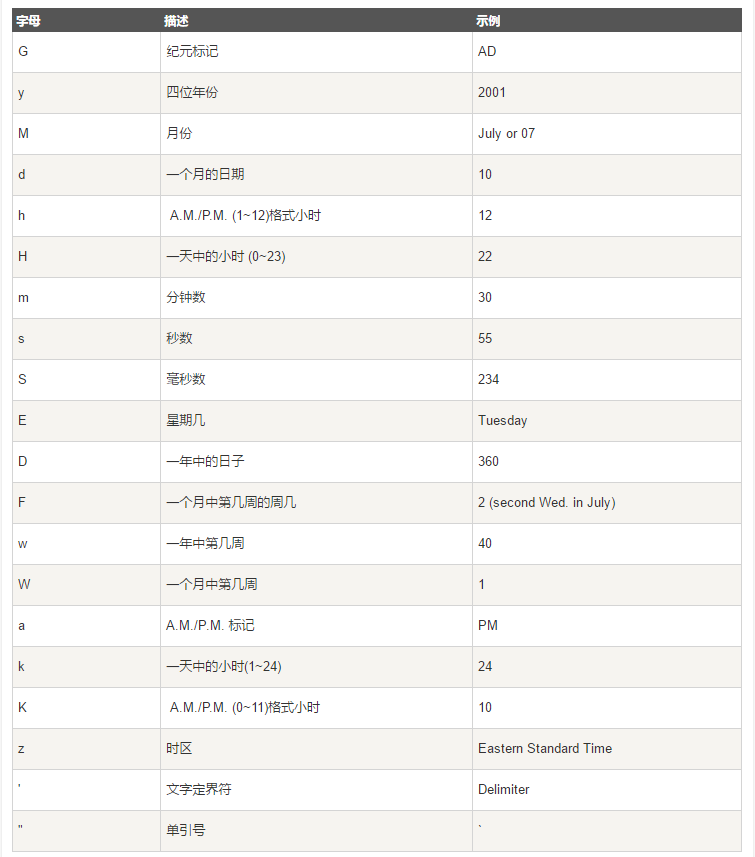 字母 描述 示例
G 纪元标记 AD
y 四位年份 2001
M 月份 July or 07
d 一个月的日期 10
h A.M./P.M. (1~12)格式小时 12
H 一天中的小时 (0~23) 22
m 分钟数 30
s 秒数 55
S 毫秒数 234
E 星期几 Tuesday
D 一年中的日子 360
F 一个月中第几周的周几 2 (second Wed. in July)
w 一年中第几周 40
W 一个月中第几周 1
a A.M./P.M. 标记 PM
k 一天中的小时(1~24) 24
K A.M./P.M. (0~11)格式小时 10
z 时区 Eastern Standard Time
' 文字定界符 Delimiter
" 单引号 `